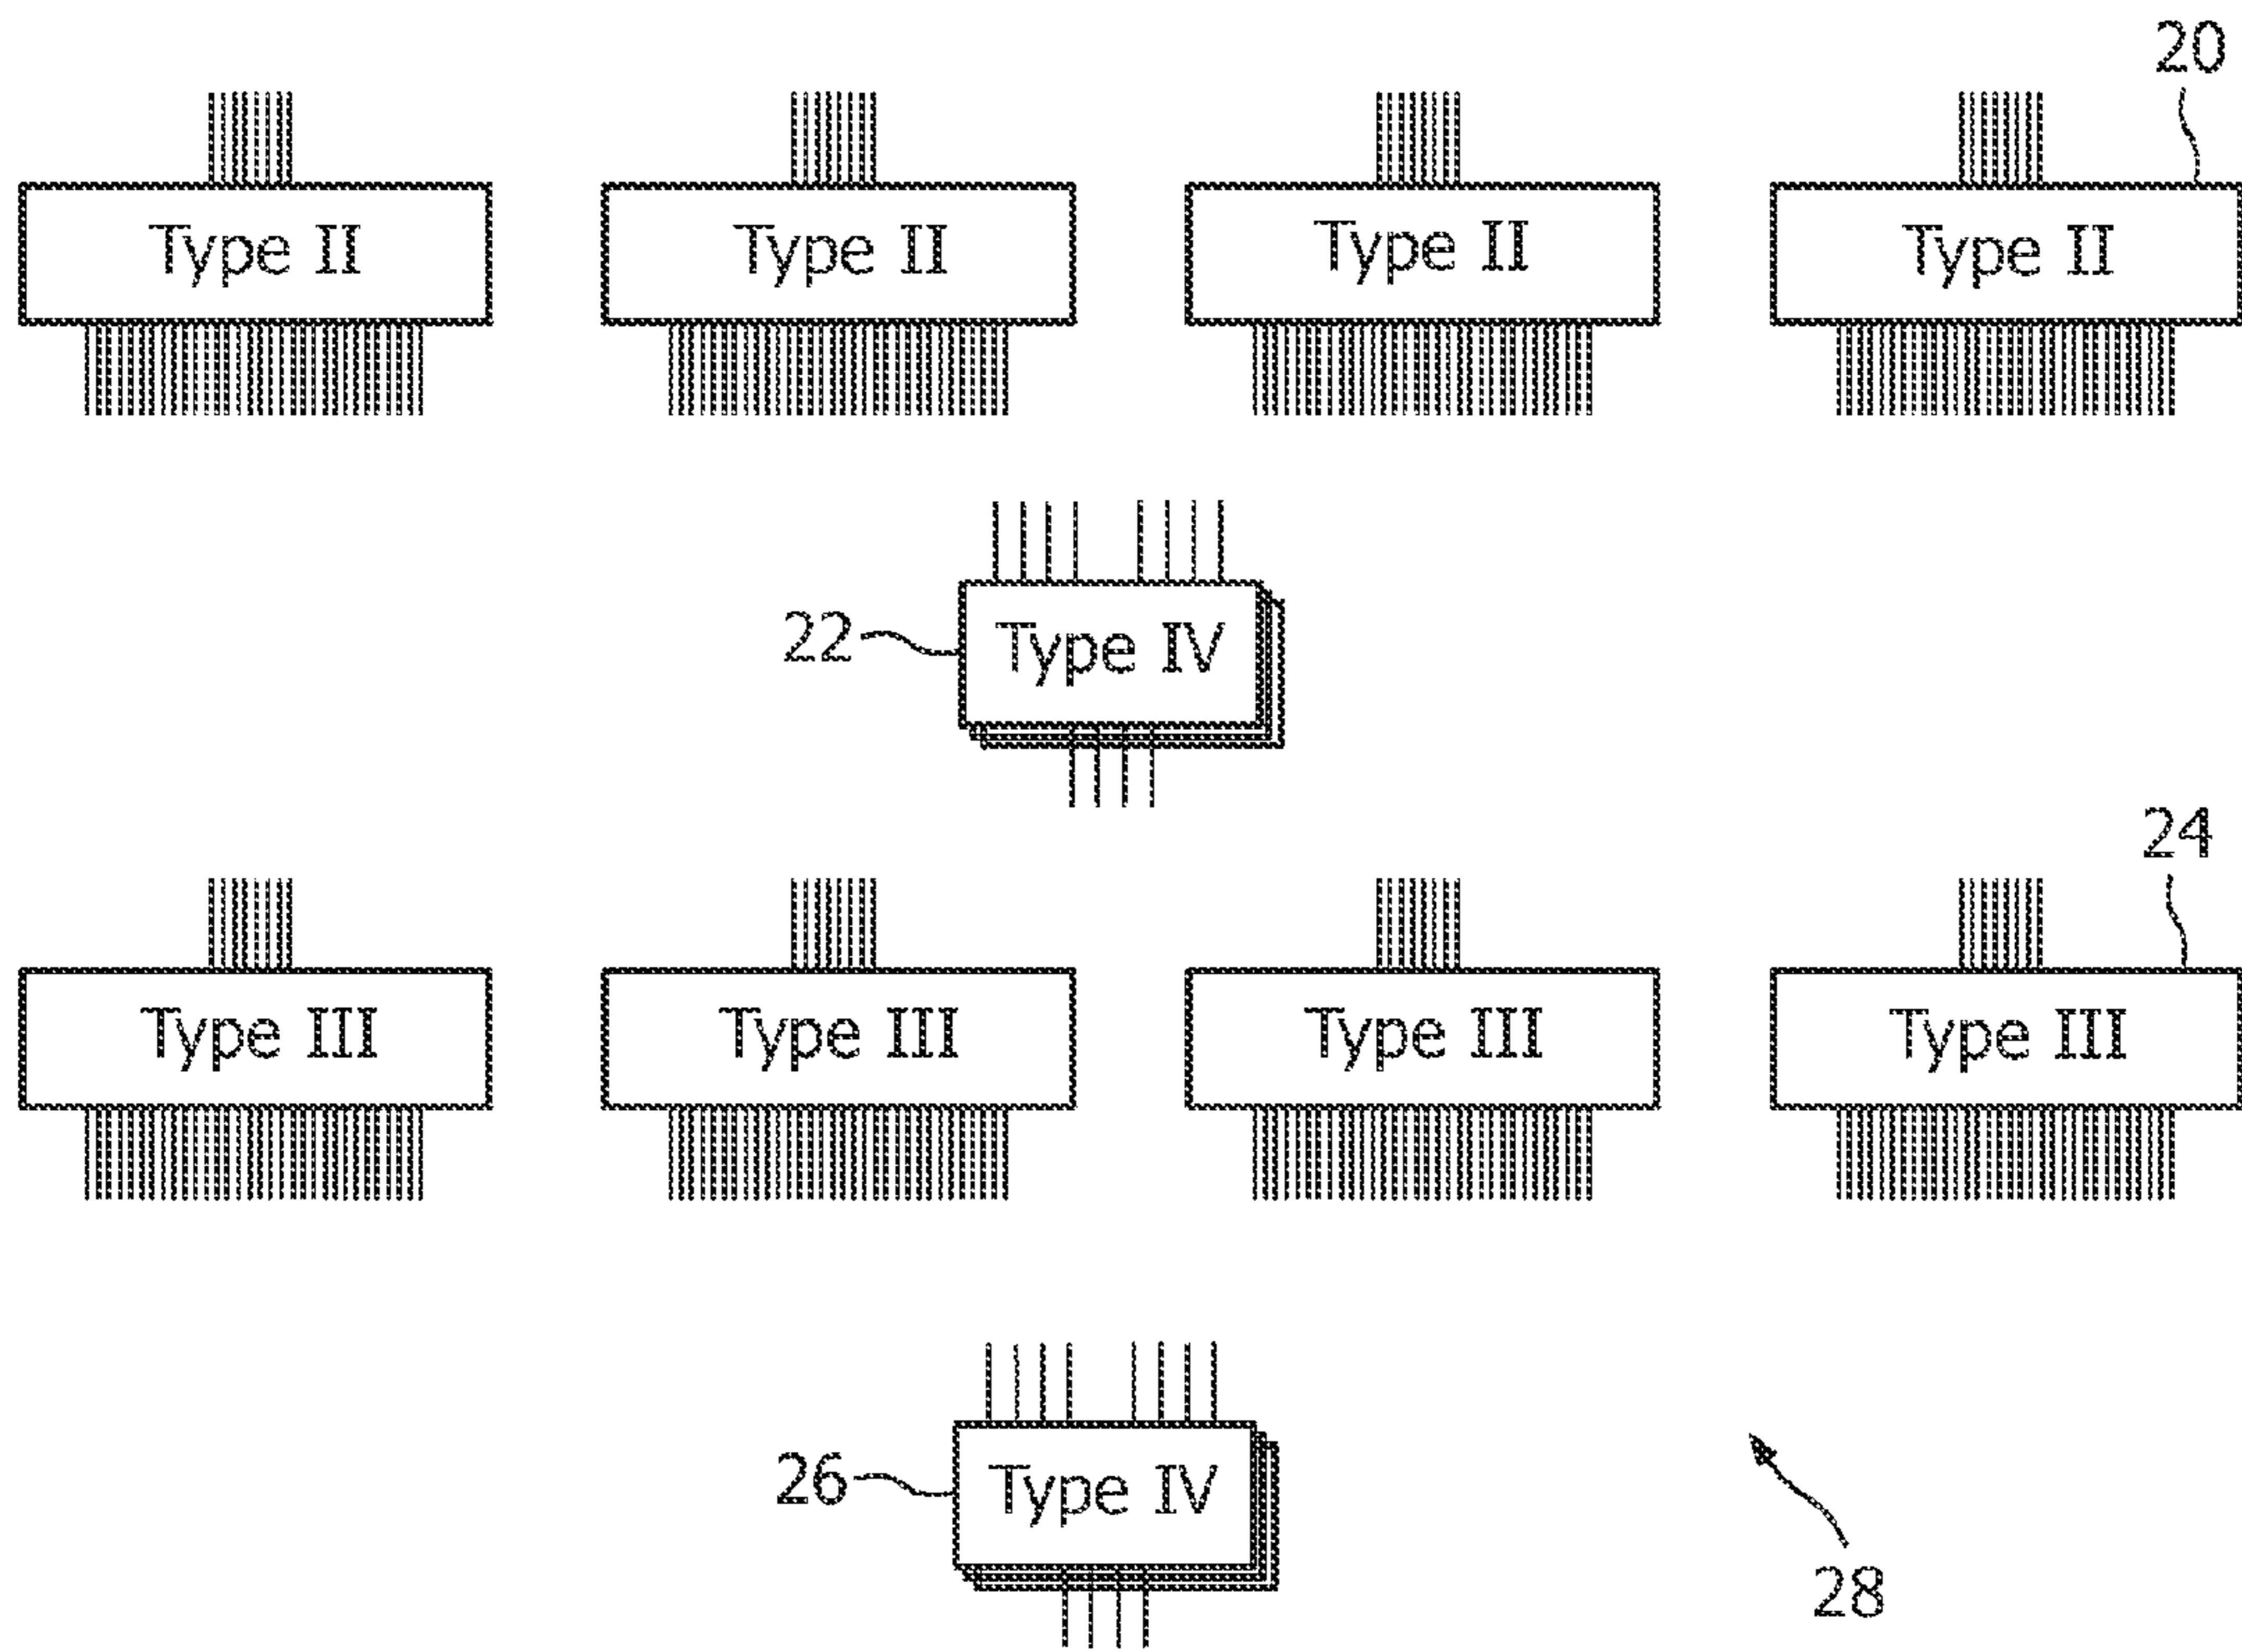 20
Type II Type II Type II Type II
22 Type IV
24
Type III Type III Type III Type III
26 Type IV
28